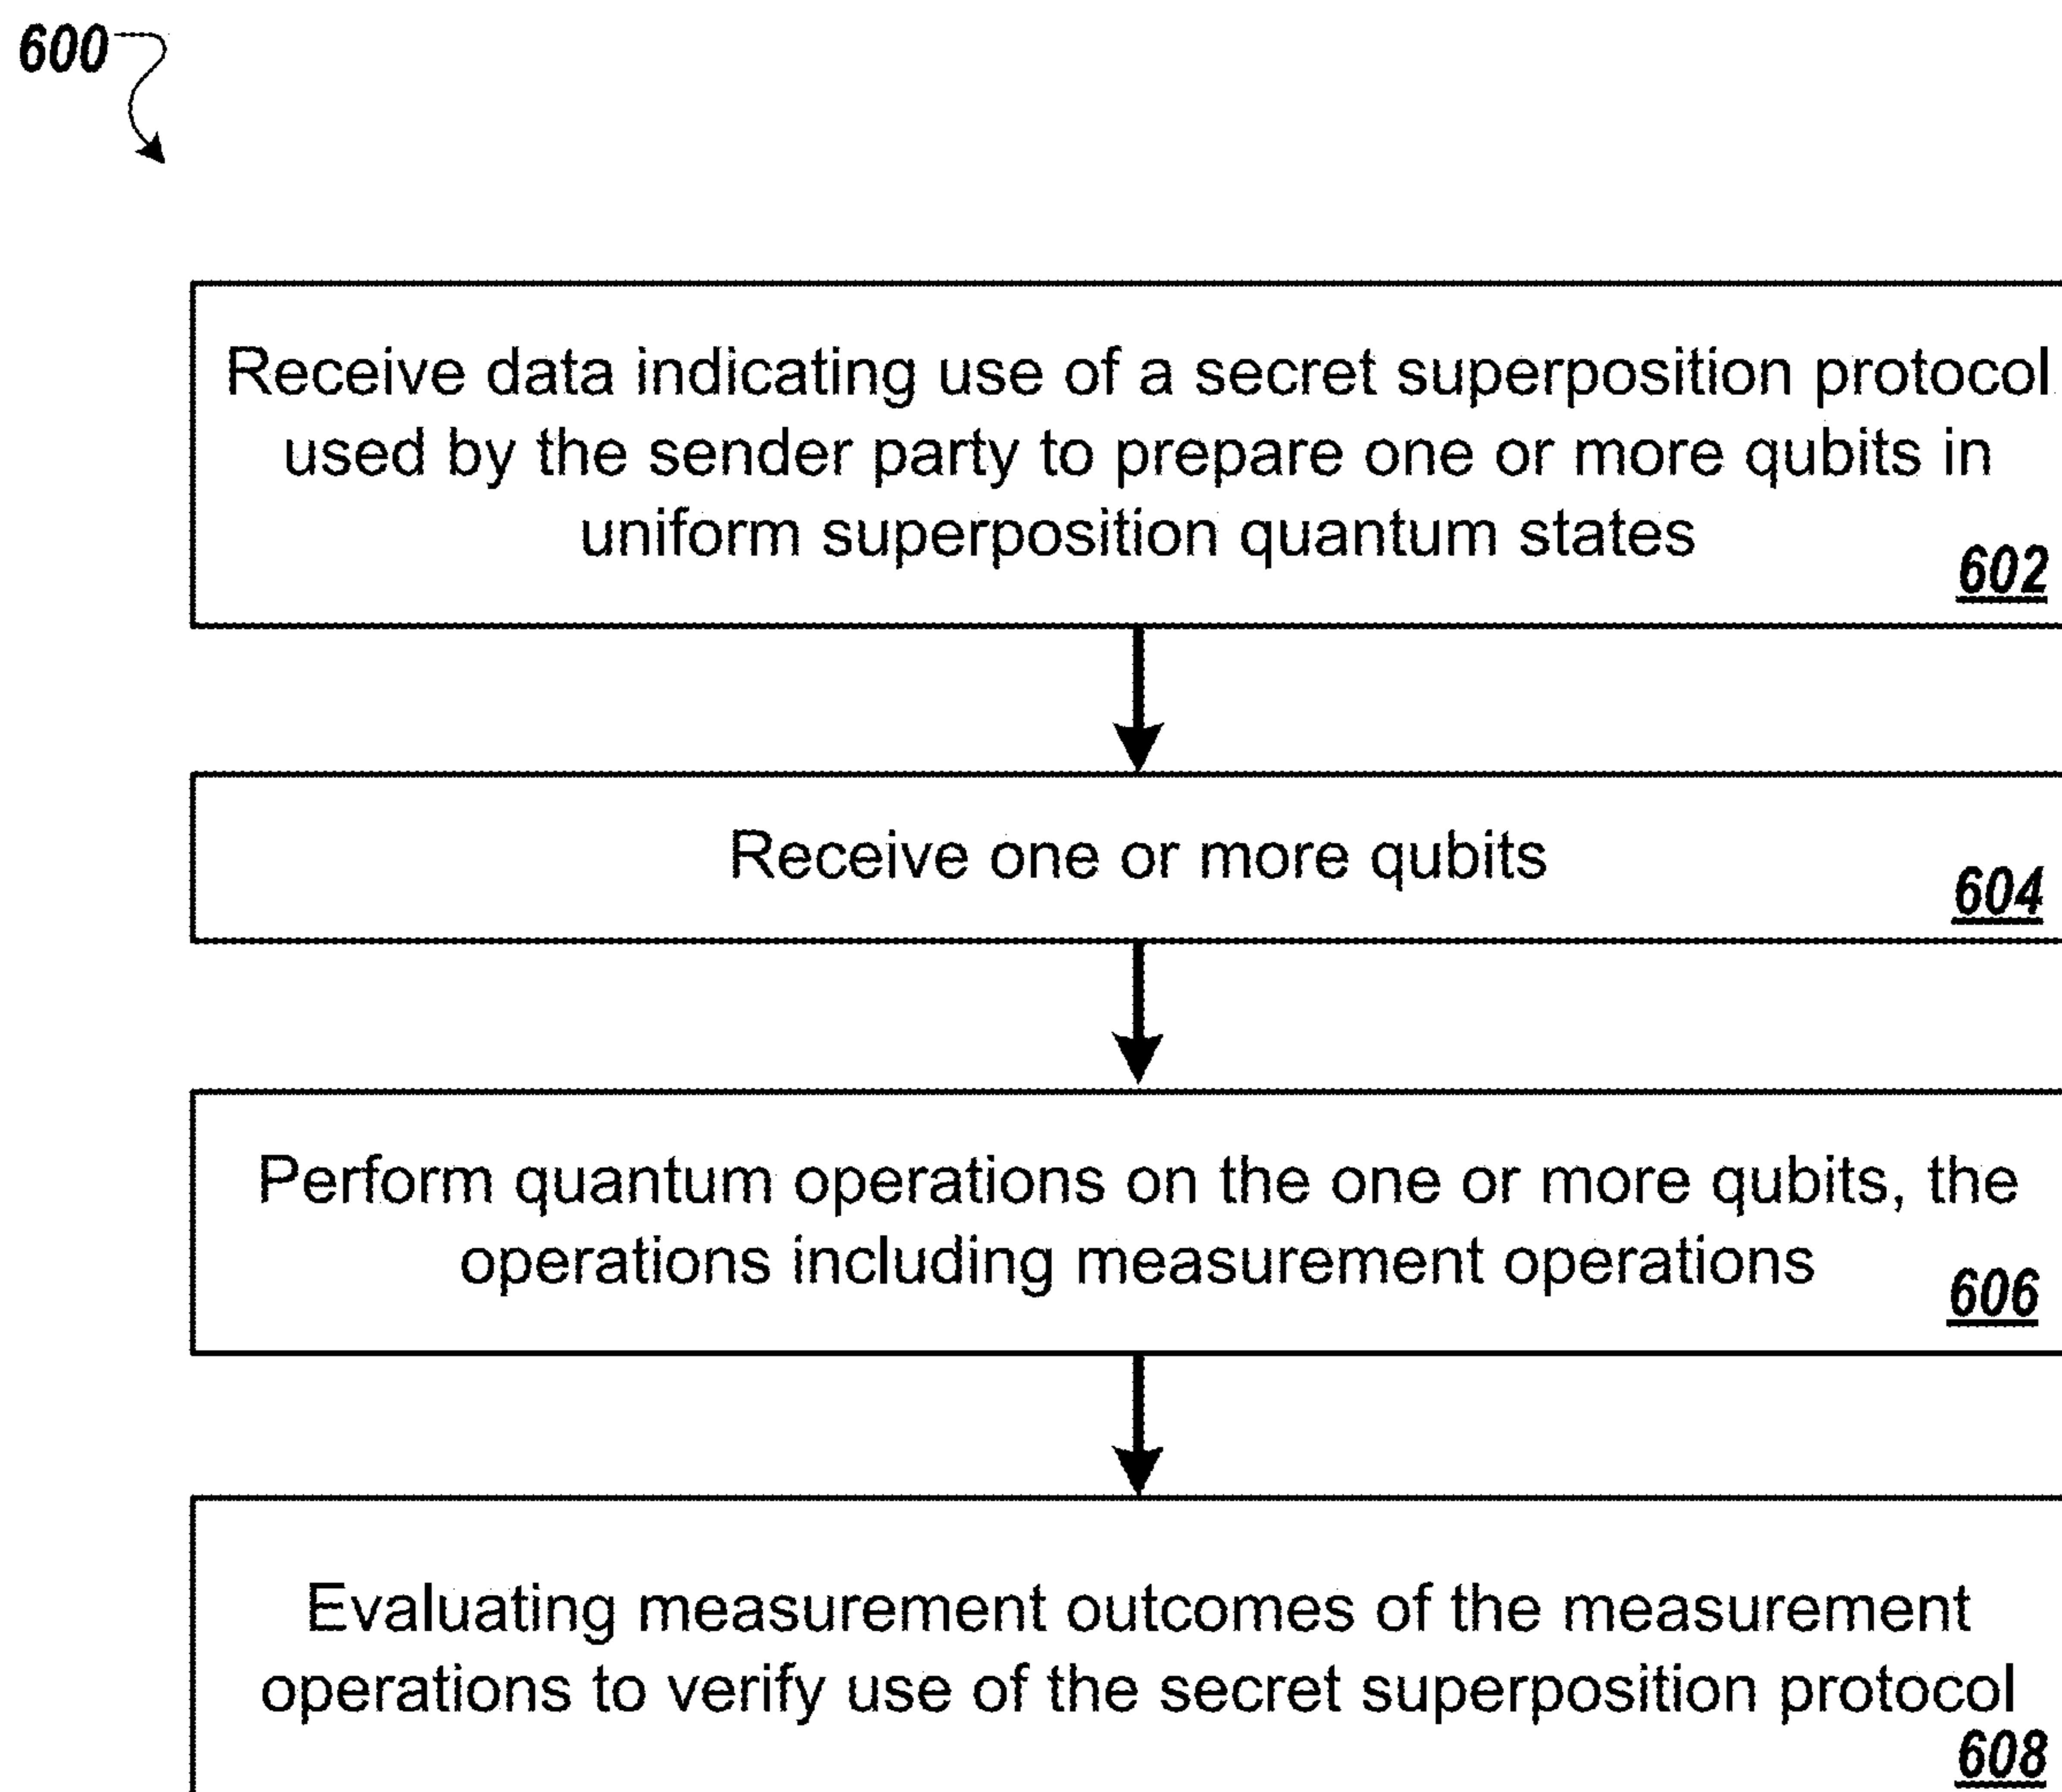 600
Receive data indicating use of a secret superposition protocol
used by the sender party to prepare one or more qubits in
uniform superposition quantum states
602
Receive one or more qubits
604
Perform quantum operations on the one or more qubits, the
operations including measurement operations
606
Evaluating measurement outcomes of the measurement
operations to verify use of the secret superposition protocol
608